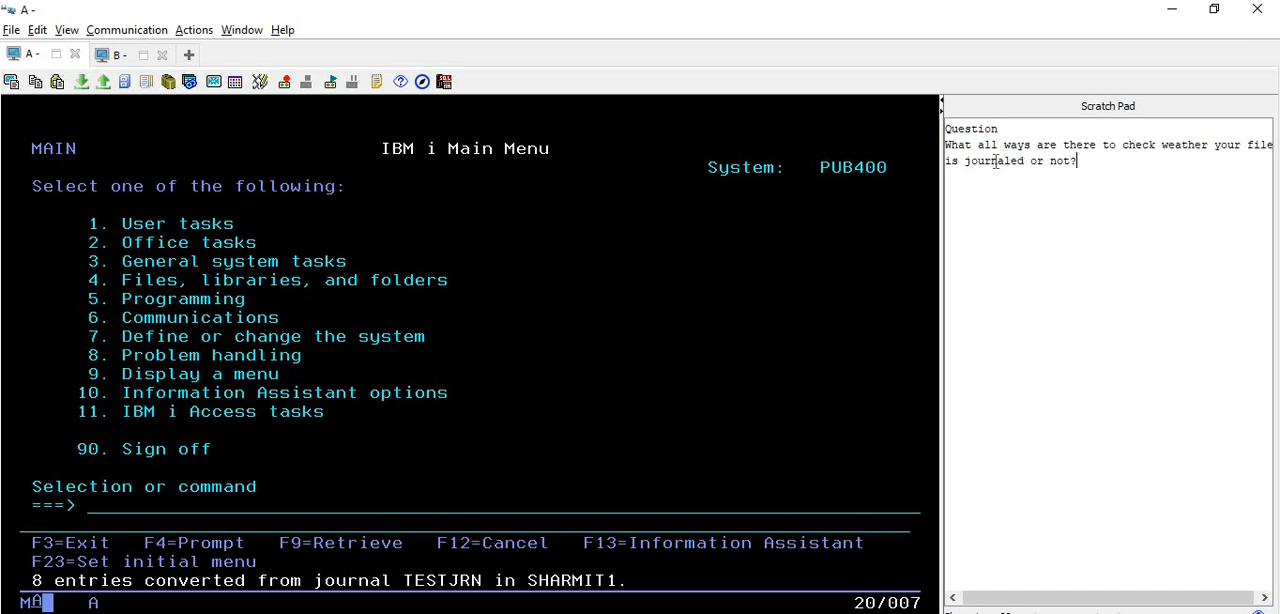 A -
File Edit View Communication Actions Window Help
A - B -
Scratch Pad
Question
What all ways are there to check weather your file
is journaled or not?
MAIN IBM i Main Menu
System: PUB400
Select one of the following:
1. User tasks
2. Office tasks
3. General system tasks
4. Files, libraries, and folders
5. Programming
6. Communications
7. Define or change the system
8. Problem handling
9. Display a menu
10. Information Assistant options
11. IBM i Access tasks
90. Sign off
Selection or command
===>
F3=Exit F4=Prompt F9=Retrieve F12=Cancel F13=Information Assistant
F23=Set initial menu
8 entries converted from journal TESTJRN in SHARMIT1.
MA A 20/007